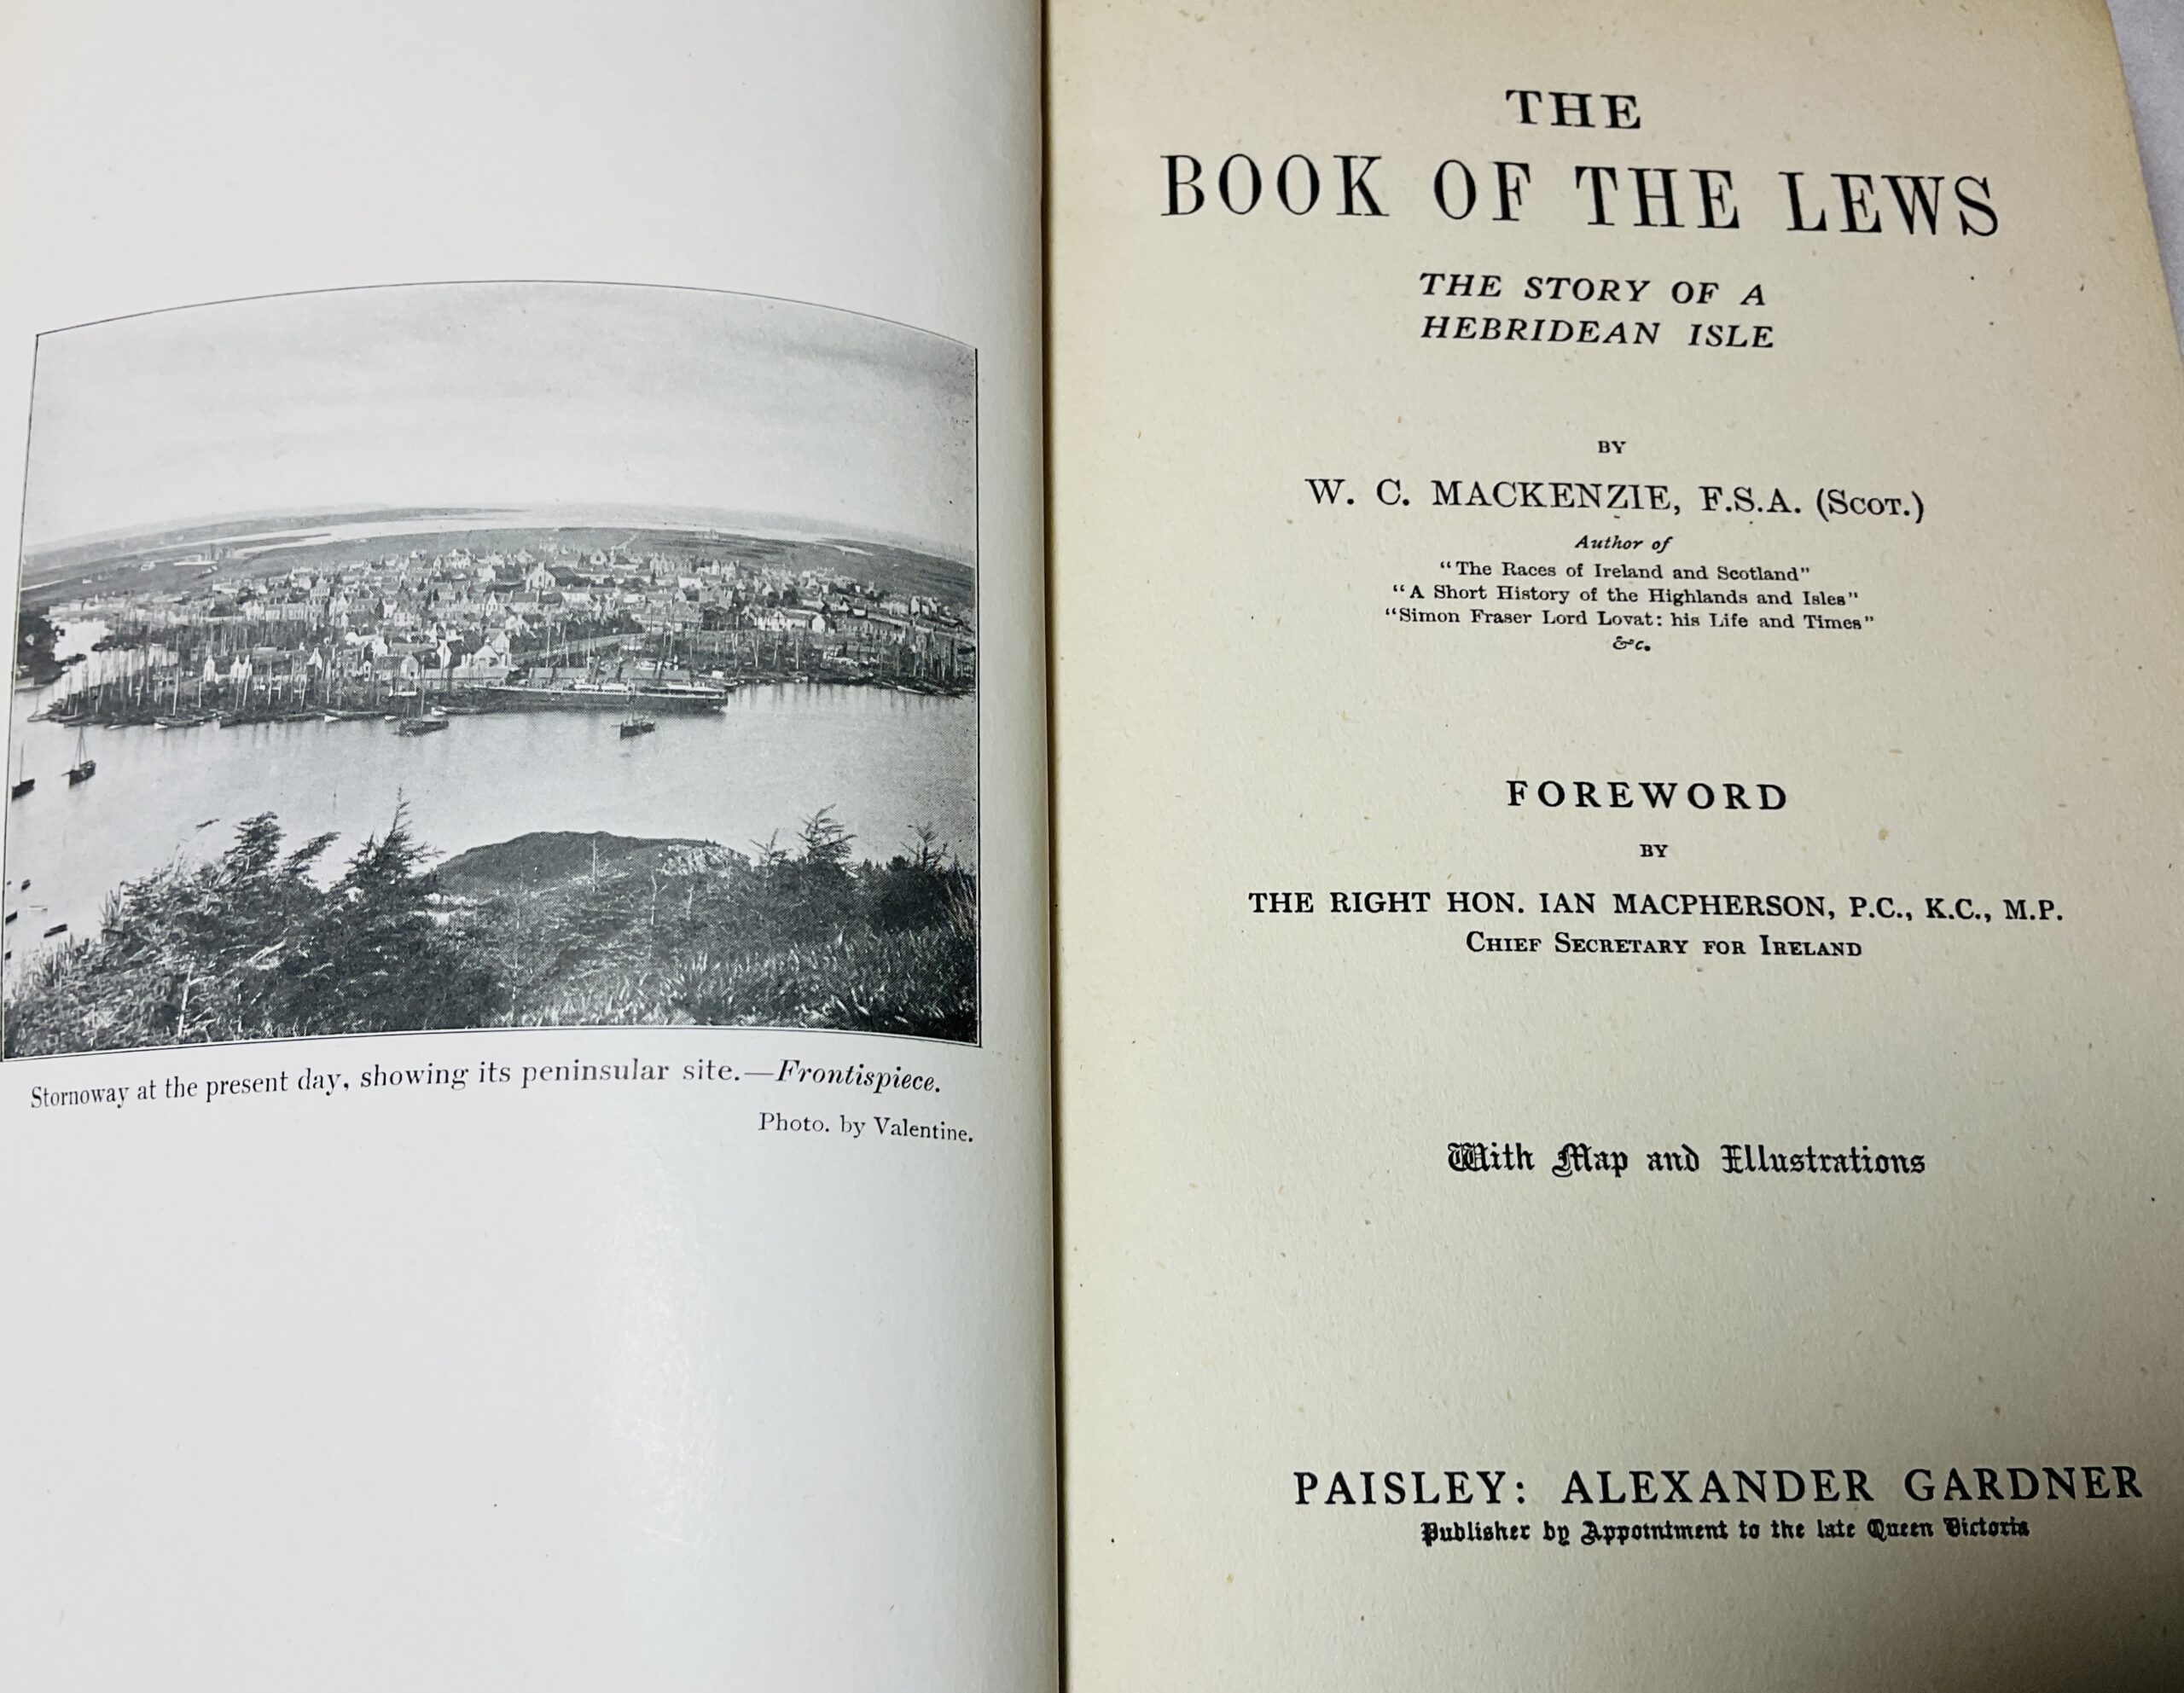 Stornoway at the present day, showing its peninsular site.—Frontispiece.
Photo. by Valentine.
THE
BOOK OF THE LEWS
THE STORY OF A
HEBRIDEAN ISLE
BY
W. C. MACKENZIE, F.S.A. (SCOT.)
Author of
"The Races of Ireland and Scotland"
"A Short History of the Highlands and Isles"
"Simon Fraser Lord Lovat: his Life and Times"
&c.
FOREWORD
BY
THE RIGHT HON. IAN MACPHERSON, P.C., K.C., M.P.
CHIEF SECRETARY FOR IRELAND
With Map and Illustrations
PAISLEY: ALEXANDER GARDNER
Publisher by Appointment to the late Queen Victoria